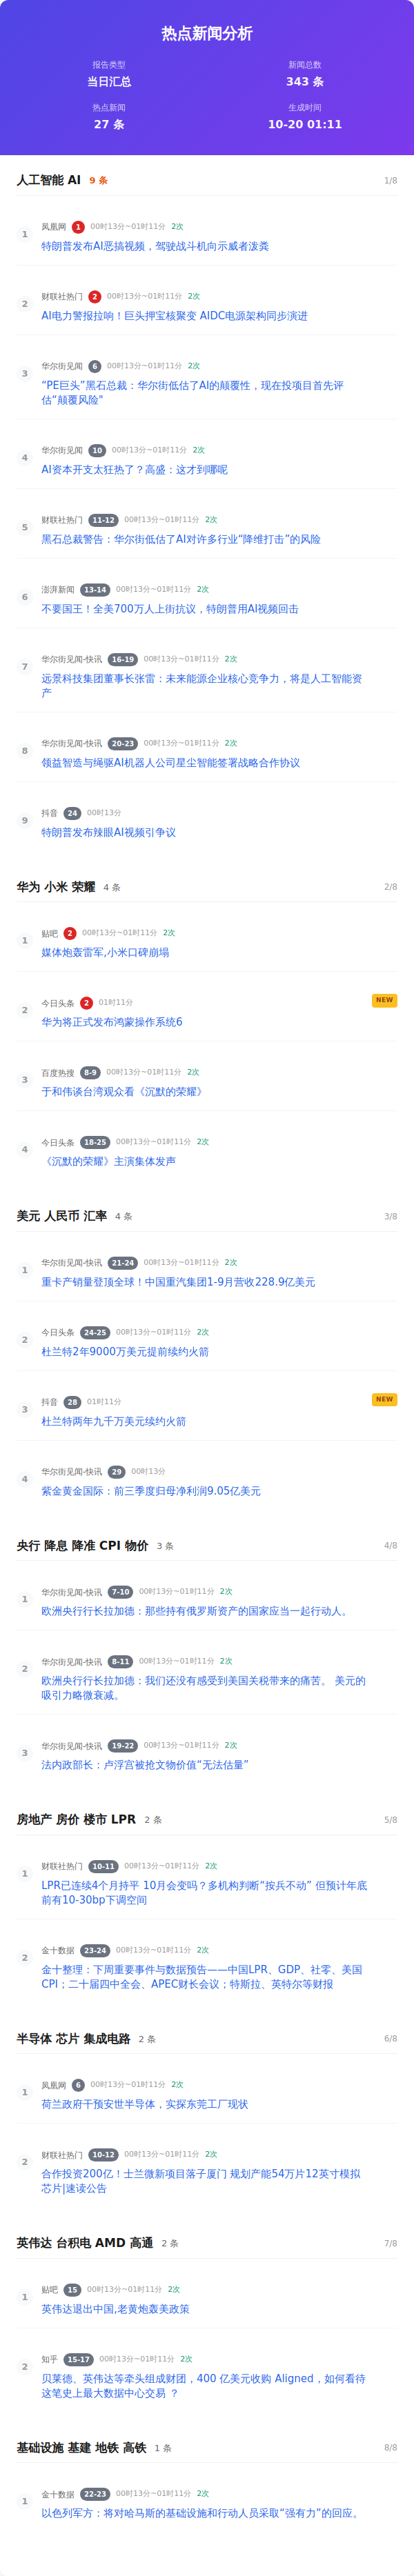 热点新闻分析
报告类型 新闻总数
当日汇总 343 条
热点新闻 生成时间
27 条 10-20 01:11
人工智能 AI 9 条 1/8
1 凤凰网 1 00时13分~01时11分 2次
特朗普发布AI恶搞视频，驾驶战斗机向示威者泼粪
2 财联社热门 2 00时13分~01时11分 2次
AI电力警报拉响！巨头押宝核聚变 AIDC电源架构同步演进
3 华尔街见闻 6 00时13分~01时11分 2次
“PE巨头”黑石总裁：华尔街低估了AI的颠覆性，现在投项目首先评
估“颠覆风险"
4 华尔街见闻 10 00时13分~01时11分 2次
AI资本开支太狂热了？高盛：这才到哪呢
5 财联社热门 11-12 00时13分~01时11分 2次
黑石总裁警告：华尔街低估了AI对许多行业“降维打击”的风险
6 澎湃新闻 13-14 00时13分~01时11分 2次
不要国王！全美700万人上街抗议，特朗普用AI视频回击
7 华尔街见闻-快讯 16-19 00时13分~01时11分 2次
远景科技集团董事长张雷：未来能源企业核心竞争力，将是人工智能资
产
8 华尔街见闻-快讯 20-23 00时13分~01时11分 2次
领益智造与绳驱AI机器人公司星尘智能签署战略合作协议
9 抖音 24 00时13分
特朗普发布辣眼AI视频引争议
华为 小米 荣耀 4 条 2/8
1 贴吧 2 00时13分~01时11分 2次
媒体炮轰雷军,小米口碑崩塌
2 今日头条 2 01时11分 NEW
华为将正式发布鸿蒙操作系统6
3 百度热搜 8-9 00时13分~01时11分 2次
于和伟谈台湾观众看《沉默的荣耀》
4 今日头条 18-25 00时13分~01时11分 2次
《沉默的荣耀》主演集体发声
美元 人民币 汇率 4 条 3/8
1 华尔街见闻-快讯 21-24 00时13分~01时11分 2次
重卡产销量登顶全球！中国重汽集团1-9月营收228.9亿美元
2 今日头条 24-25 00时13分~01时11分 2次
杜兰特2年9000万美元提前续约火箭
3 抖音 28 01时11分 NEW
杜兰特两年九千万美元续约火箭
4 华尔街见闻-快讯 29 00时13分
紫金黄金国际：前三季度归母净利润9.05亿美元
央行 降息 降准 CPI 物价 3 条 4/8
1 华尔街见闻-快讯 7-10 00时13分~01时11分 2次
欧洲央行行长拉加德：那些持有俄罗斯资产的国家应当一起行动人。
2 华尔街见闻-快讯 8-11 00时13分~01时11分 2次
欧洲央行行长拉加德：我们还没有感受到美国关税带来的痛苦。 美元的
吸引力略微衰减。
3 华尔街见闻-快讯 19-22 00时13分~01时11分 2次
法内政部长：卢浮宫被抢文物价值“无法估量”
房地产 房价 楼市 LPR 2 条 5/8
1 财联社热门 10-11 00时13分~01时11分 2次
LPR已连续4个月持平 10月会变吗？多机构判断“按兵不动” 但预计年底
前有10-30bp下调空间
2 金十数据 23-24 00时13分~01时11分 2次
金十整理：下周重要事件与数据预告——中国LPR、GDP、社零、美国
CPI；二十届四中全会、APEC财长会议；特斯拉、英特尔等财报
半导体 芯片 集成电路 2 条 6/8
1 凤凰网 6 00时13分~01时11分 2次
荷兰政府干预安世半导体，实探东莞工厂现状
2 财联社热门 10-12 00时13分~01时11分 2次
合作投资200亿！士兰微新项目落子厦门 规划产能54万片12英寸模拟
芯片|速读公告
英伟达 台积电 AMD 高通 2 条 7/8
1 贴吧 15 00时13分~01时11分 2次
英伟达退出中国,老黄炮轰美政策
2 知乎 15-17 00时13分~01时11分 2次
贝莱德、英伟达等牵头组成财团，400 亿美元收购 Aligned，如何看待
这笔史上最大数据中心交易 ？
基础设施 基建 地铁 高铁 1 条 8/8
1 金十数据 22-23 00时13分~01时11分 2次
以色列军方：将对哈马斯的基础设施和行动人员采取“强有力”的回应。